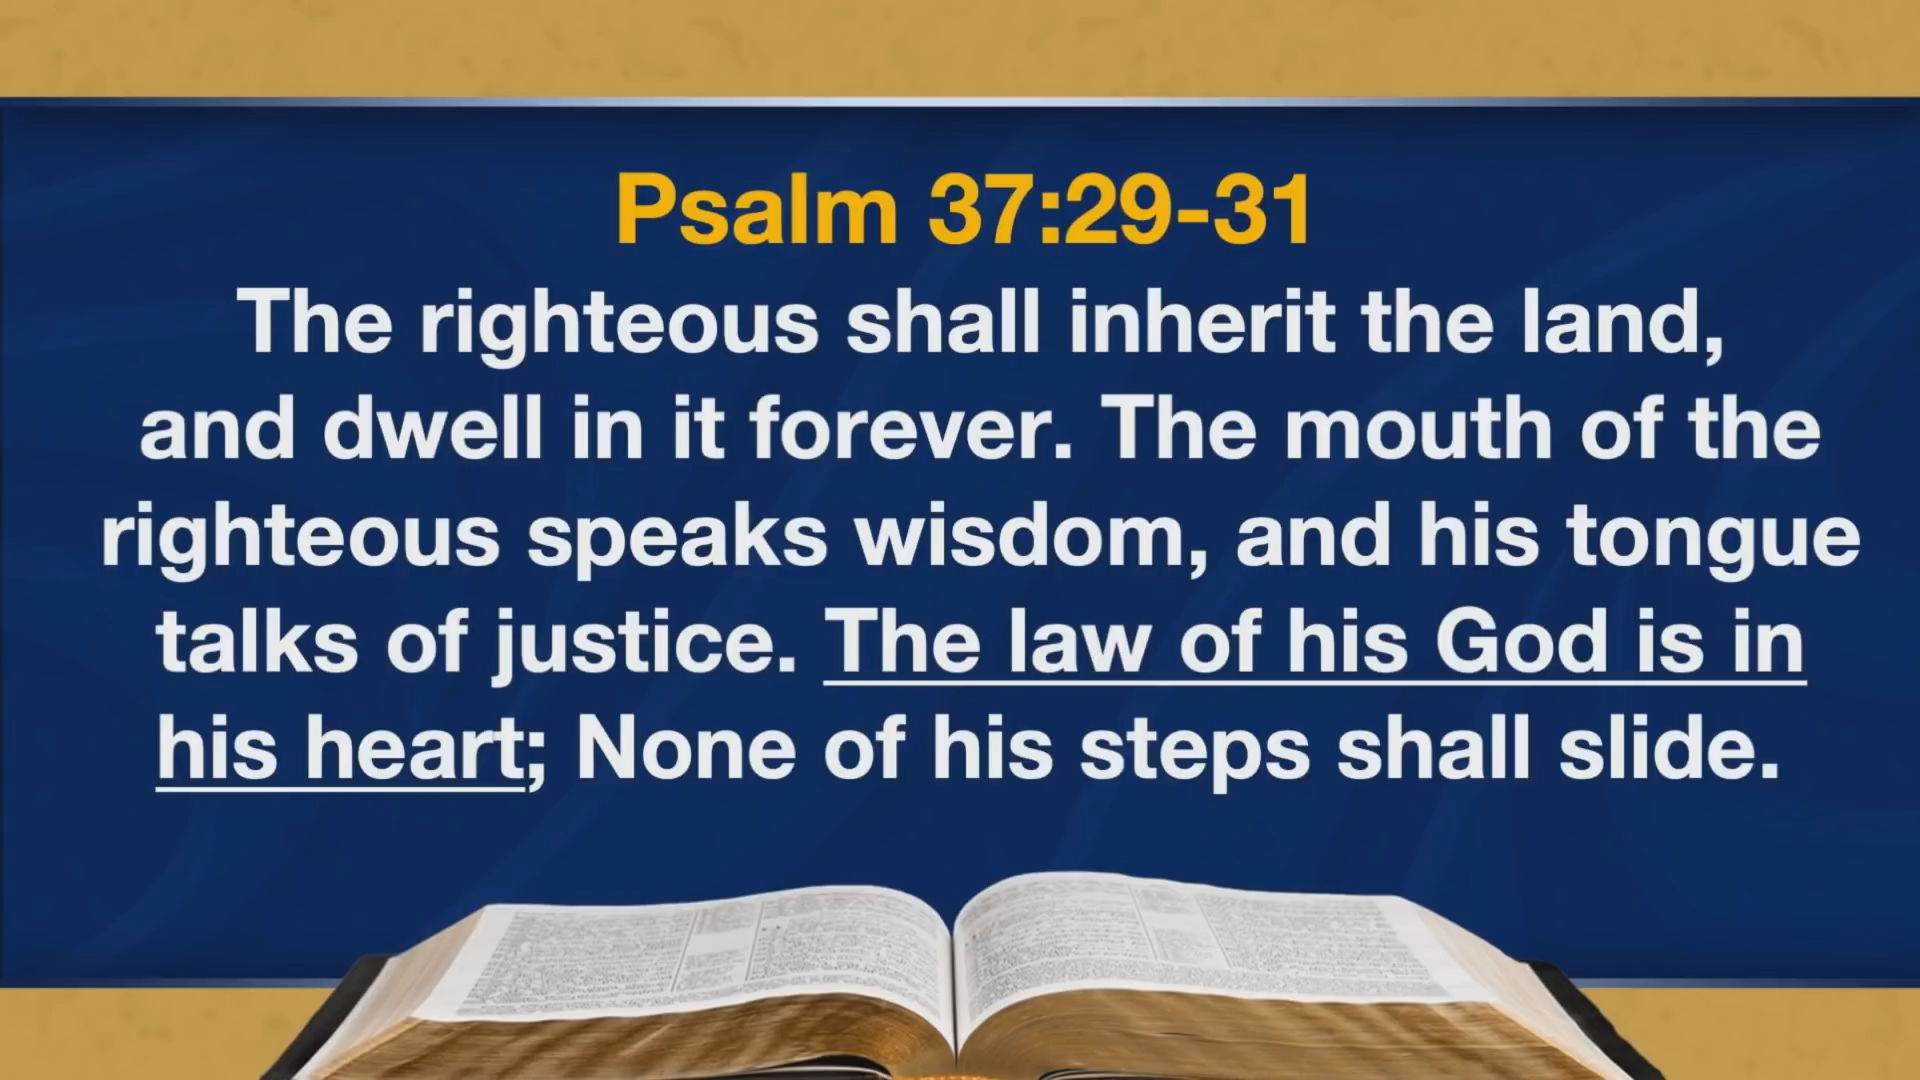 Psalm 37:29-31
The righteous shall inherit the land,
and dwell in it forever. The mouth of the
righteous speaks wisdom, and his tongue
talks of justice. The law of his God is in
his heart; None of his steps shall slide.